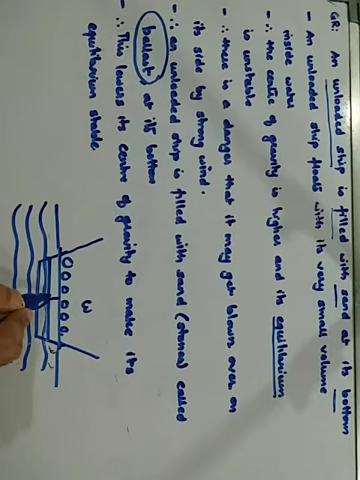 GR: An unloaded ship is filled with sand at its bottom
- An unloaded ship floats with its very small volume
inside water
- ∴ the centre of gravity is higher and its equilibrium
is unstable
- ∴ there is a danger that it may get blown over on
its side by strong wind.
- ∴ an unloaded ship is filled with sand (stones) called
ballast at its bottom
- ∴ This lowers its centre of gravity to make its
equilibrium stable
W